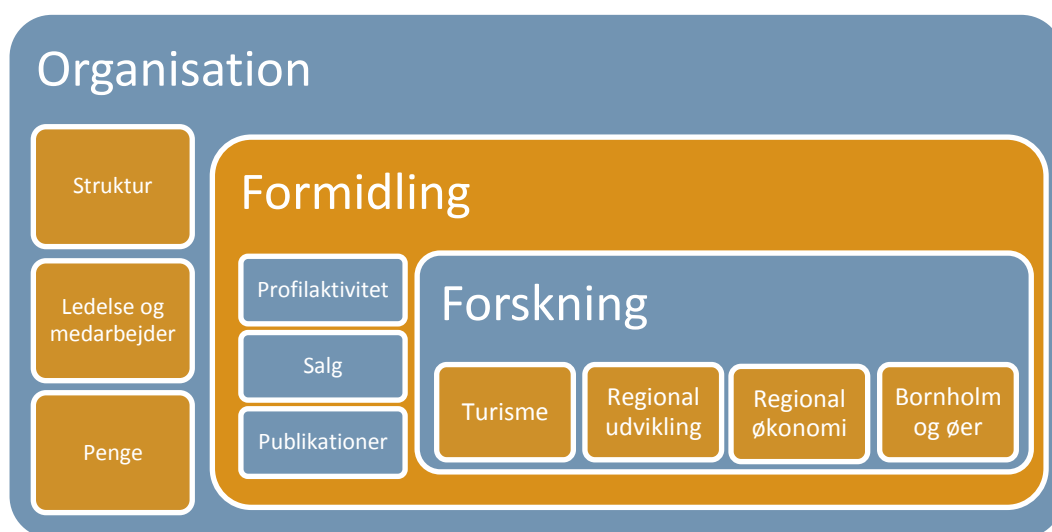 Organisation
Struktur
Ledelse og
medarbejder
Penge
Formidling
Profilaktivitet
Salg
Publikationer
Forskning
Turisme
Regional
udvikling
Regional
økonomi
Bornholm
og øer